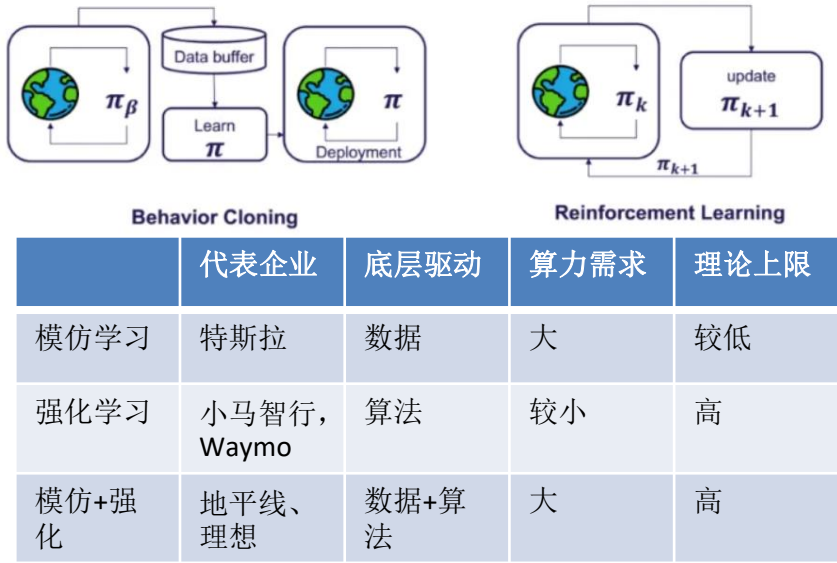 π_β
Data buffer
Learn
π
π
Deployment
Behavior Cloning
π_k
update
π_{k+1}
π_{k+1}
Reinforcement Learning
代表企业 底层驱动 算力需求 理论上限
模仿学习 特斯拉 数据 大 较低
强化学习 小马智行, 算法 较小 高
Waymo
模仿+强 地平线、 数据+算 大 高
化 理想 法